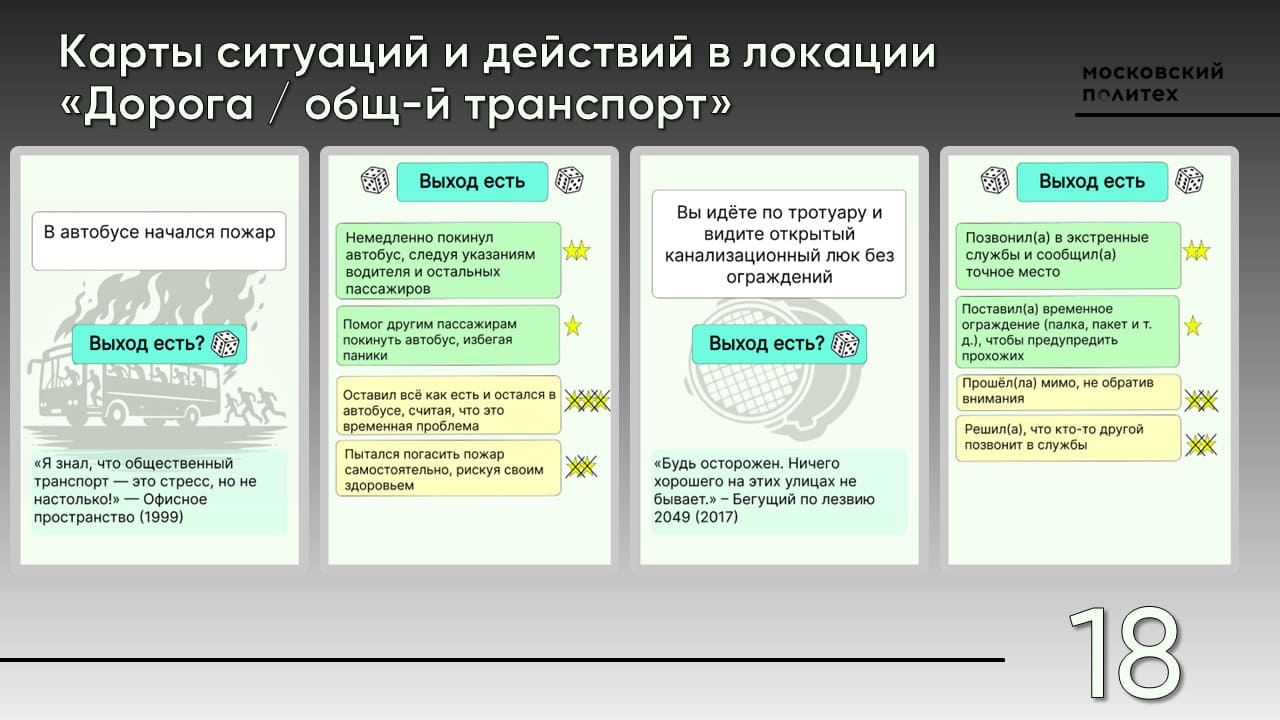 Карты ситуаций и действий в локации
«Дорога / общ-й транспорт»
московский
политех
В автобусе начался пожар
Выход есть?
«Я знал, что общественный
транспорт — это стресс, но не
настолько!» — Офисное
пространство (1999)
Выход есть
Немедленно покинул
автобус, следуя указаниям
водителя и остальных
пассажиров
Помог другим пассажирам
покинуть автобус, избегая
паники
Оставил всё как есть и остался в
автобусе, считая, что это
временная проблема
Пытался погасить пожар
самостоятельно, рискуя своим
здоровьем
Вы идёте по тротуару и
видите открытый
канализационный люк без
ограждений
Выход есть?
«Будь осторожен. Ничего
хорошего на этих улицах не
бывает.» – Бегущий по лезвию
2049 (2017)
Выход есть
Позвонил(а) в экстренные
службы и сообщил(а)
точное место
Поставил(а) временное
ограждение (палка, пакет и т.
д.), чтобы предупредить
прохожих
Прошёл(ла) мимо, не обратив
внимания
Решил(а), что кто-то другой
позвонит в службы
18